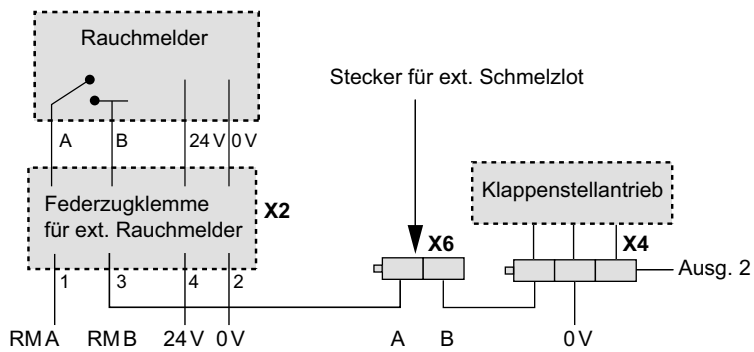 Rauchmelder
Stecker für ext. Schmelzlot
A B 24 V 0 V
Klappenstellantrieb
Federzugklemme
für ext. Rauchmelder
X2
X6
X4
Ausg. 2
1 3 4 2
RM A RM B 24 V 0 V A B 0 V